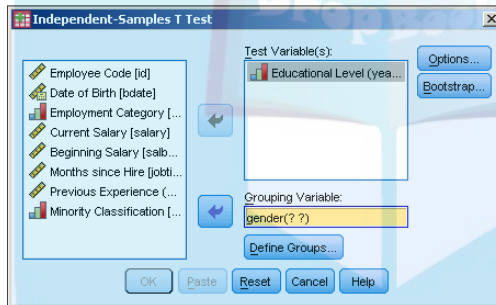 Independent-Samples T Test
Employee Code [id]
Date of Birth [bdate]
Employment Category [...
Current Salary [salary]
Beginning Salary [salb...
Months since Hire [jobti...
Previous Experience (...
Minority Classification [...
Test Variable(s):
Educational Level (yea...
Options...
Bootstrap...
Grouping Variable:
gender(? ?)
Define Groups...
OK Paste Reset Cancel Help